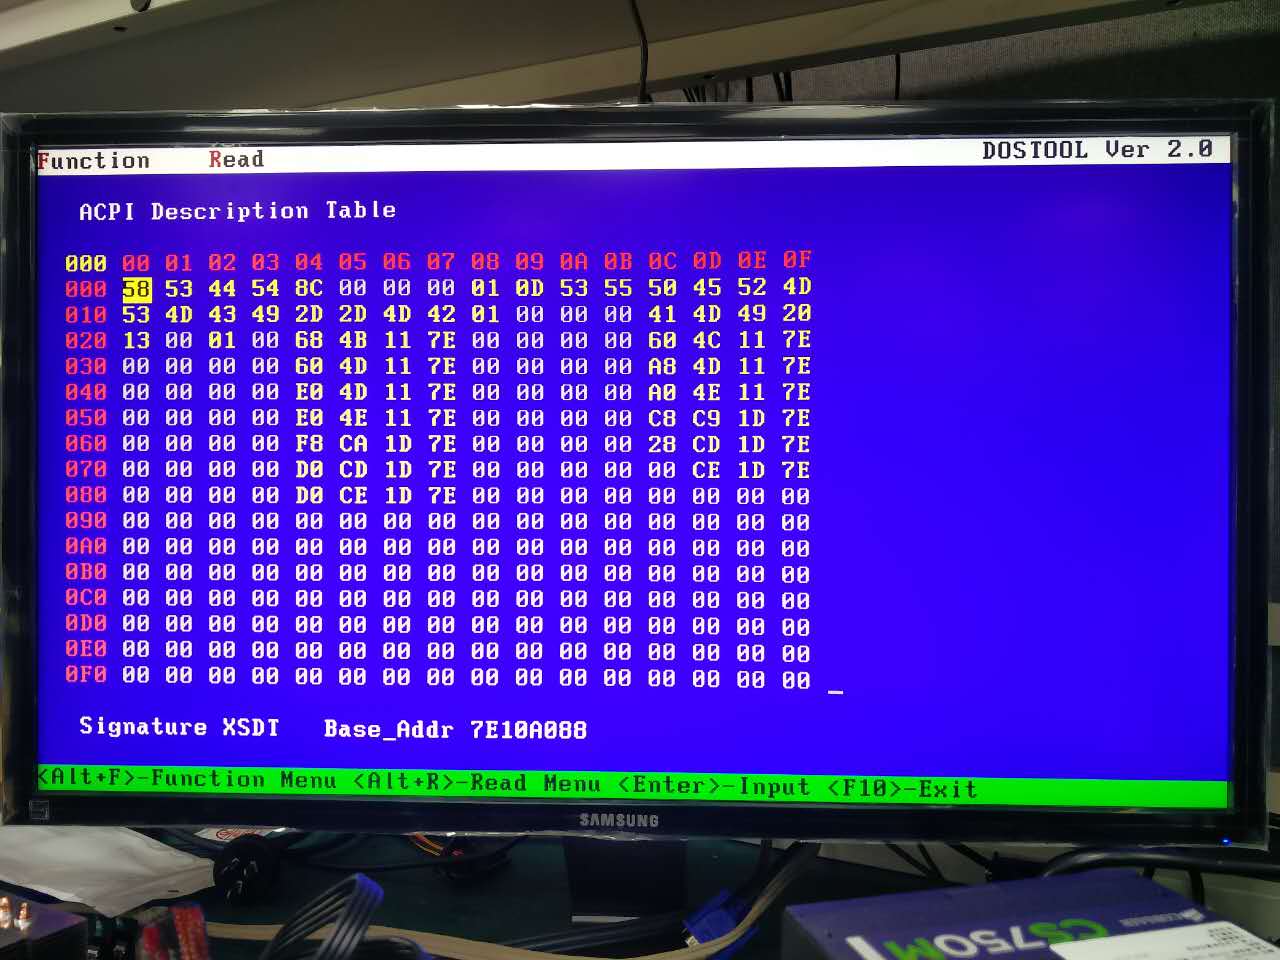 Function Read DOSTOOL Ver 2.0
ACPI Description Table
000 00 01 02 03 04 05 06 07 08 09 0A 0B 0C 0D 0E 0F
000 58 53 44 54 8C 00 00 00 01 0D 53 55 50 45 52 4D
010 53 4D 43 49 2D 2D 4D 42 01 00 00 00 41 4D 49 20
020 13 00 01 00 68 4B 11 7E 00 00 00 00 60 4C 11 7E
030 00 00 00 00 60 4D 11 7E 00 00 00 00 A8 4D 11 7E
040 00 00 00 00 E0 4D 11 7E 00 00 00 00 A0 4E 11 7E
050 00 00 00 00 E0 4E 11 7E 00 00 00 00 C8 C9 1D 7E
060 00 00 00 00 F8 CA 1D 7E 00 00 00 00 28 CD 1D 7E
070 00 00 00 00 D0 CD 1D 7E 00 00 00 00 00 CE 1D 7E
080 00 00 00 00 D0 CE 1D 7E 00 00 00 00 00 00 00 00
090 00 00 00 00 00 00 00 00 00 00 00 00 00 00 00 00
0A0 00 00 00 00 00 00 00 00 00 00 00 00 00 00 00 00
0B0 00 00 00 00 00 00 00 00 00 00 00 00 00 00 00 00
0C0 00 00 00 00 00 00 00 00 00 00 00 00 00 00 00 00
0D0 00 00 00 00 00 00 00 00 00 00 00 00 00 00 00 00
0E0 00 00 00 00 00 00 00 00 00 00 00 00 00 00 00 00
0F0 00 00 00 00 00 00 00 00 00 00 00 00 00 00 00 00 _
Signature XSDT Base_Addr 7E10A088
<Alt+F>-Function Menu <Alt+R>-Read Menu <Enter>-Input <F10>-Exit
SAMSUNG
CORSAIR
CS750M